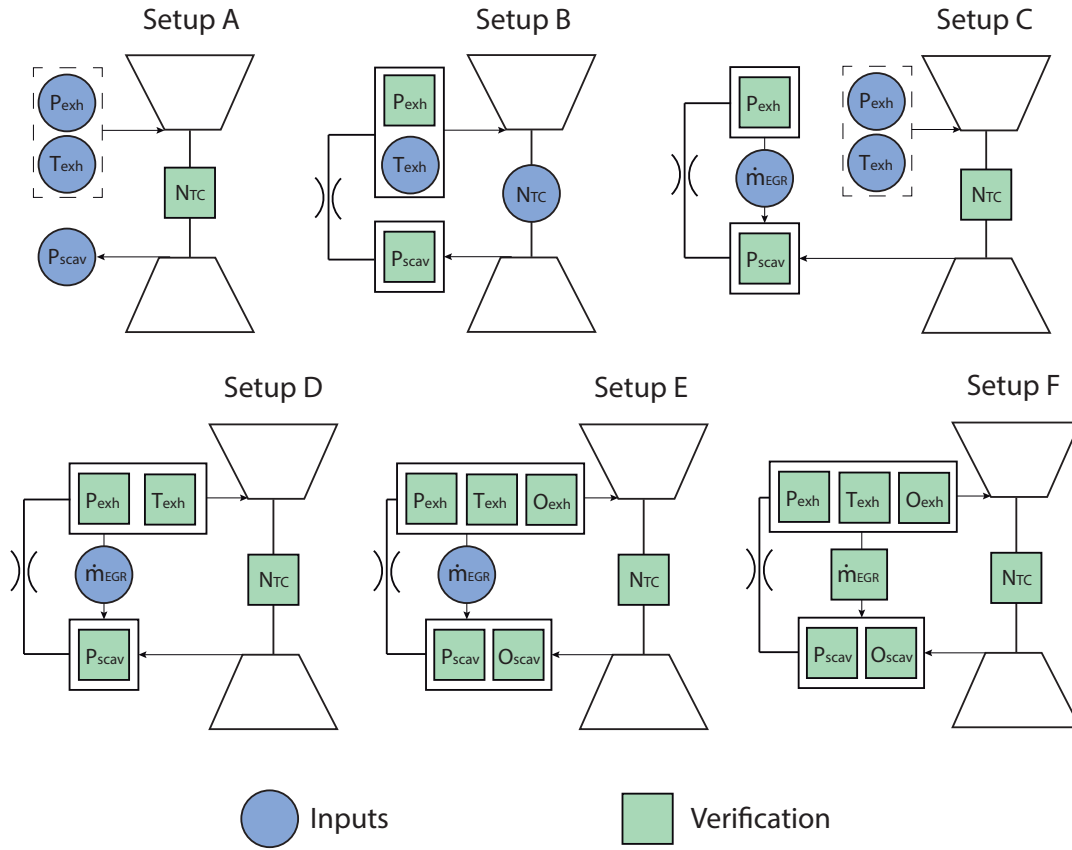 Setup A
Setup B
Setup C
Pexh
Texh
NTC
Pscav
Pexh
Texh
NTC
Pscav
Pexh
ṁEGR
Pscav
Pexh
Texh
NTC
Setup D
Setup E
Setup F
Pexh Texh
ṁEGR
NTC
Pscav
Pexh Texh Oexh
ṁEGR
NTC
Pscav Oscav
Pexh Texh Oexh
ṁEGR
NTC
Pscav Oscav
Inputs
Verification